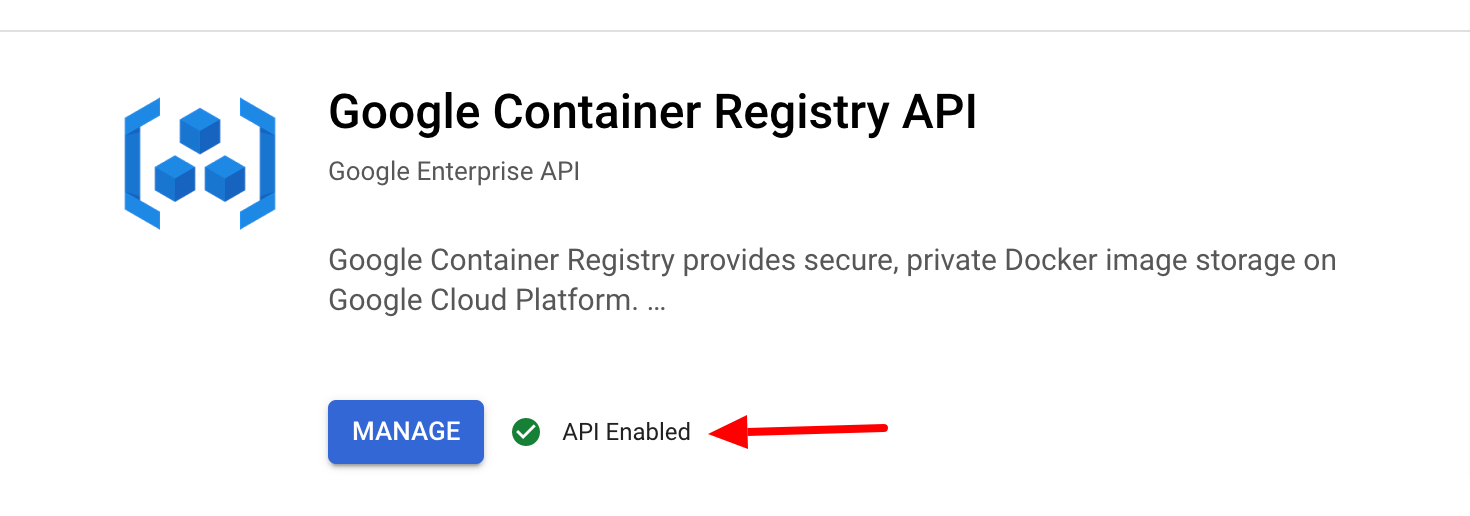 Google Container Registry API
Google Enterprise API
Google Container Registry provides secure, private Docker image storage on
Google Cloud Platform. …
MANAGE
API Enabled